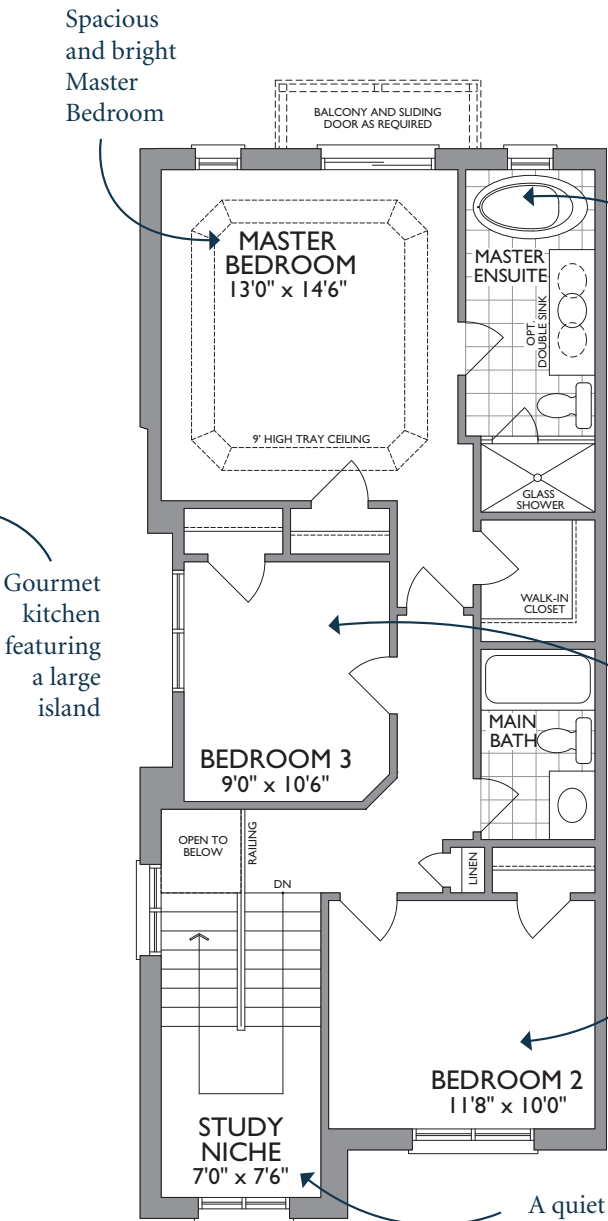 Spacious
and bright
Master
Bedroom
BALCONY AND SLIDING
DOOR AS REQUIRED
MASTER
BEDROOM
13'0" x 14'6"
9' HIGH TRAY CEILING
MASTER
ENSUITE
OPT.
DOUBLE SINK
GLASS
SHOWER
WALK-IN
CLOSET
Gourmet
kitchen
featuring
a large
island
BEDROOM 3
9'0" x 10'6"
MAIN
BATH
OPEN TO
BELOW
RAILING
DN
LINEN
BEDROOM 2
11'8" x 10'0"
STUDY
NICHE
7'0" x 7'6"
A quiet